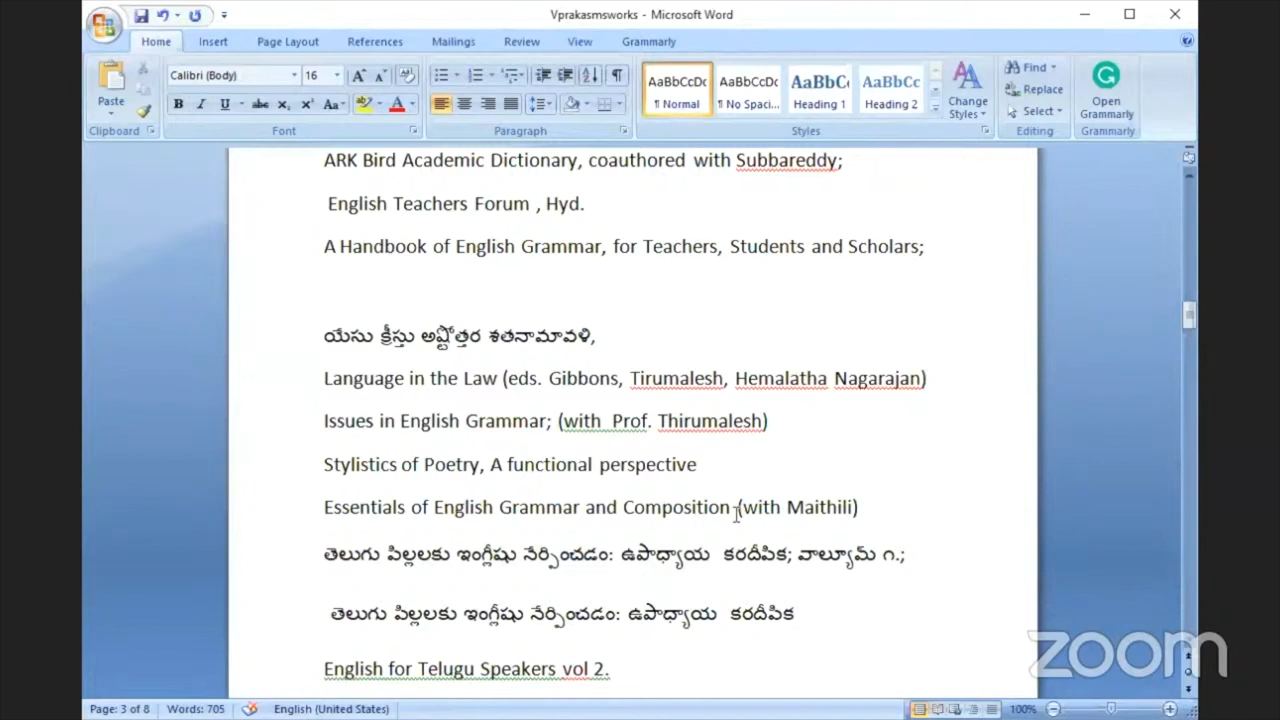 Vprakasmsworks - Microsoft Word
Home Insert Page Layout References Mailings Review View Grammarly
Paste
Calibri (Body) 16
AaBbCcDc AaBbCcDc AaBbCc AaBbCc
¶ Normal ¶ No Spaci... Heading 1 Heading 2
Change Styles
Find
Replace
Select
Open Grammarly
Clipboard Font Paragraph Styles Editing Grammarly
ARK Bird Academic Dictionary, coauthored with Subbareddy;
English Teachers Forum , Hyd.
A Handbook of English Grammar, for Teachers, Students and Scholars;
యేసు క్రీస్తు అష్టోత్తర శతనామావళి,
Language in the Law (eds. Gibbons, Tirumalesh, Hemalatha Nagarajan)
Issues in English Grammar; (with Prof. Thirumalesh)
Stylistics of Poetry, A functional perspective
Essentials of English Grammar and Composition (with Maithili)
తెలుగు పిల్లలకు ఇంగ్లీషు నేర్పించడం: ఉపాధ్యాయ కరదీపిక; వాల్యూమ్ ౧.;
తెలుగు పిల్లలకు ఇంగ్లీషు నేర్పించడం: ఉపాధ్యాయ కరదీపిక
English for Telugu Speakers vol 2.
zoom
Page: 3 of 8 Words: 705 English (United States) 100%